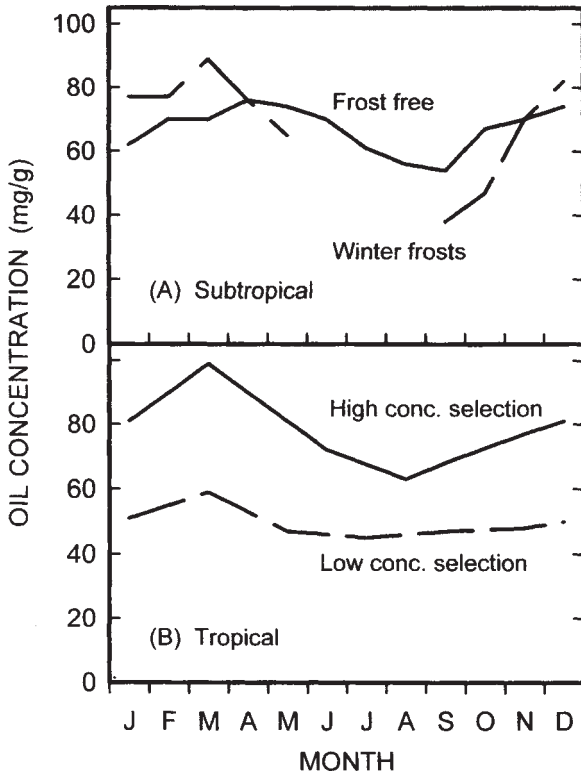 OIL CONCENTRATION (mg/g)
100
80
60
40
20
0
Frost free
Winter frosts
(A) Subtropical
80
60
40
20
0
High conc. selection
Low conc. selection
(B) Tropical
J F M A M J J A S O N D
MONTH